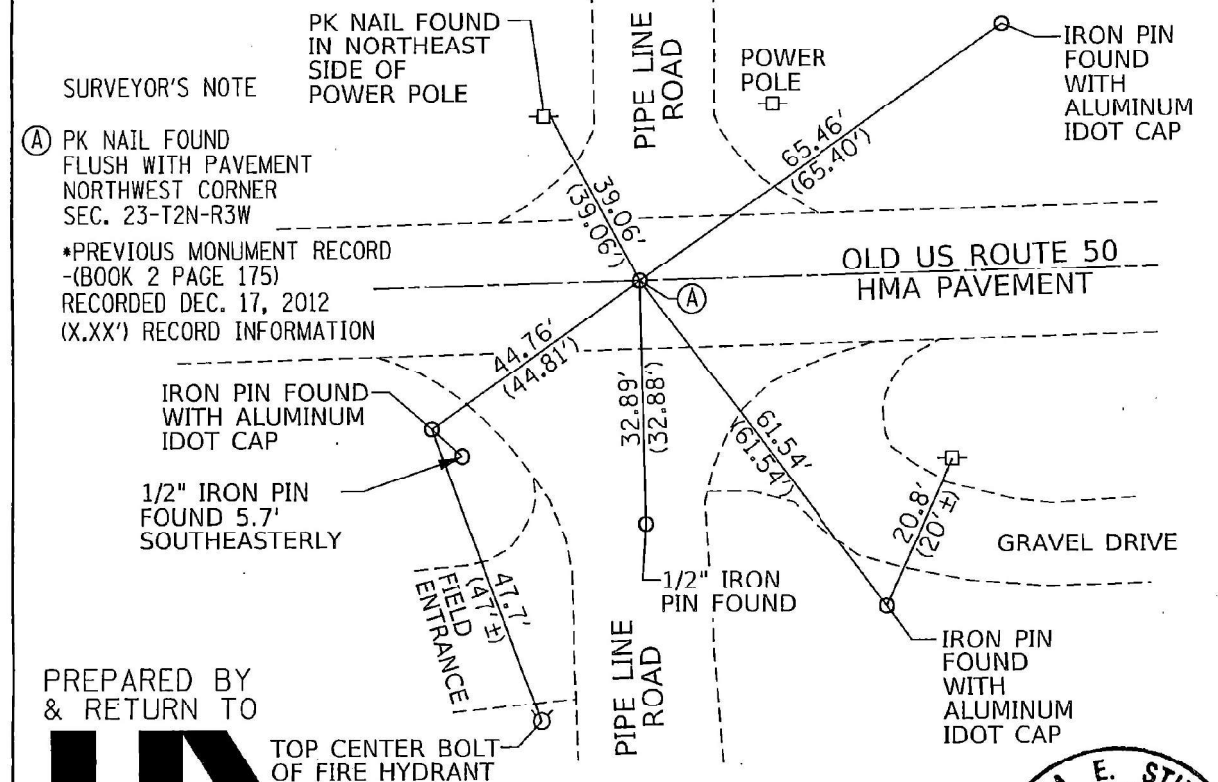 PK NAIL FOUND
IN NORTHEAST
SIDE OF
POWER POLE
PIPE LINE
ROAD
POWER
POLE
IRON PIN
FOUND
WITH
ALUMINUM
IDOT CAP
SURVEYOR'S NOTE
Ⓐ PK NAIL FOUND
FLUSH WITH PAVEMENT
NORTHWEST CORNER
SEC. 23-T2N-R3W
*PREVIOUS MONUMENT RECORD
-(BOOK 2 PAGE 175)
RECORDED DEC. 17, 2012
(X.XX') RECORD INFORMATION
39.06'
(39.06')
65.46'
(65.40')
OLD US ROUTE 50
HMA PAVEMENT
Ⓐ
44.76'
(44.81')
32.89'
(32.88')
61.54'
(61.54')
IRON PIN FOUND
WITH ALUMINUM
IDOT CAP
1/2" IRON PIN
FOUND 5.7'
SOUTHEASTERLY
47.7'
(47'±)
FIELD
ENTRANCE
20.8'
(20'±)
GRAVEL DRIVE
1/2" IRON
PIN FOUND
PIPE LINE
ROAD
IRON PIN
FOUND
WITH
ALUMINUM
IDOT CAP
PREPARED BY
& RETURN TO
TOP CENTER BOLT
OF FIRE HYDRANT
E.